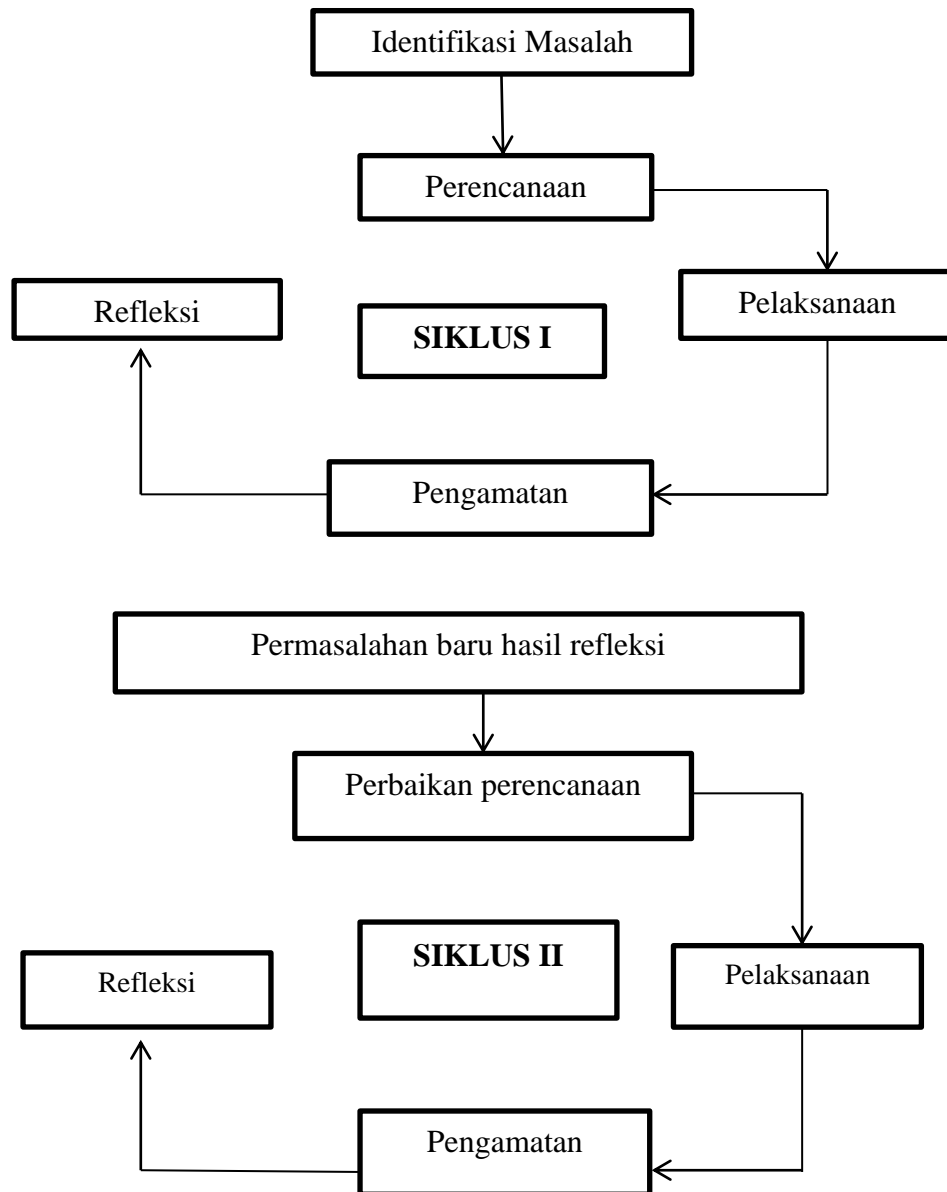 Identifikasi Masalah
Perencanaan
Pelaksanaan
Refleksi
SIKLUS I
Pengamatan
Permasalahan baru hasil refleksi
Perbaikan perencanaan
SIKLUS II
Pelaksanaan
Refleksi
Pengamatan